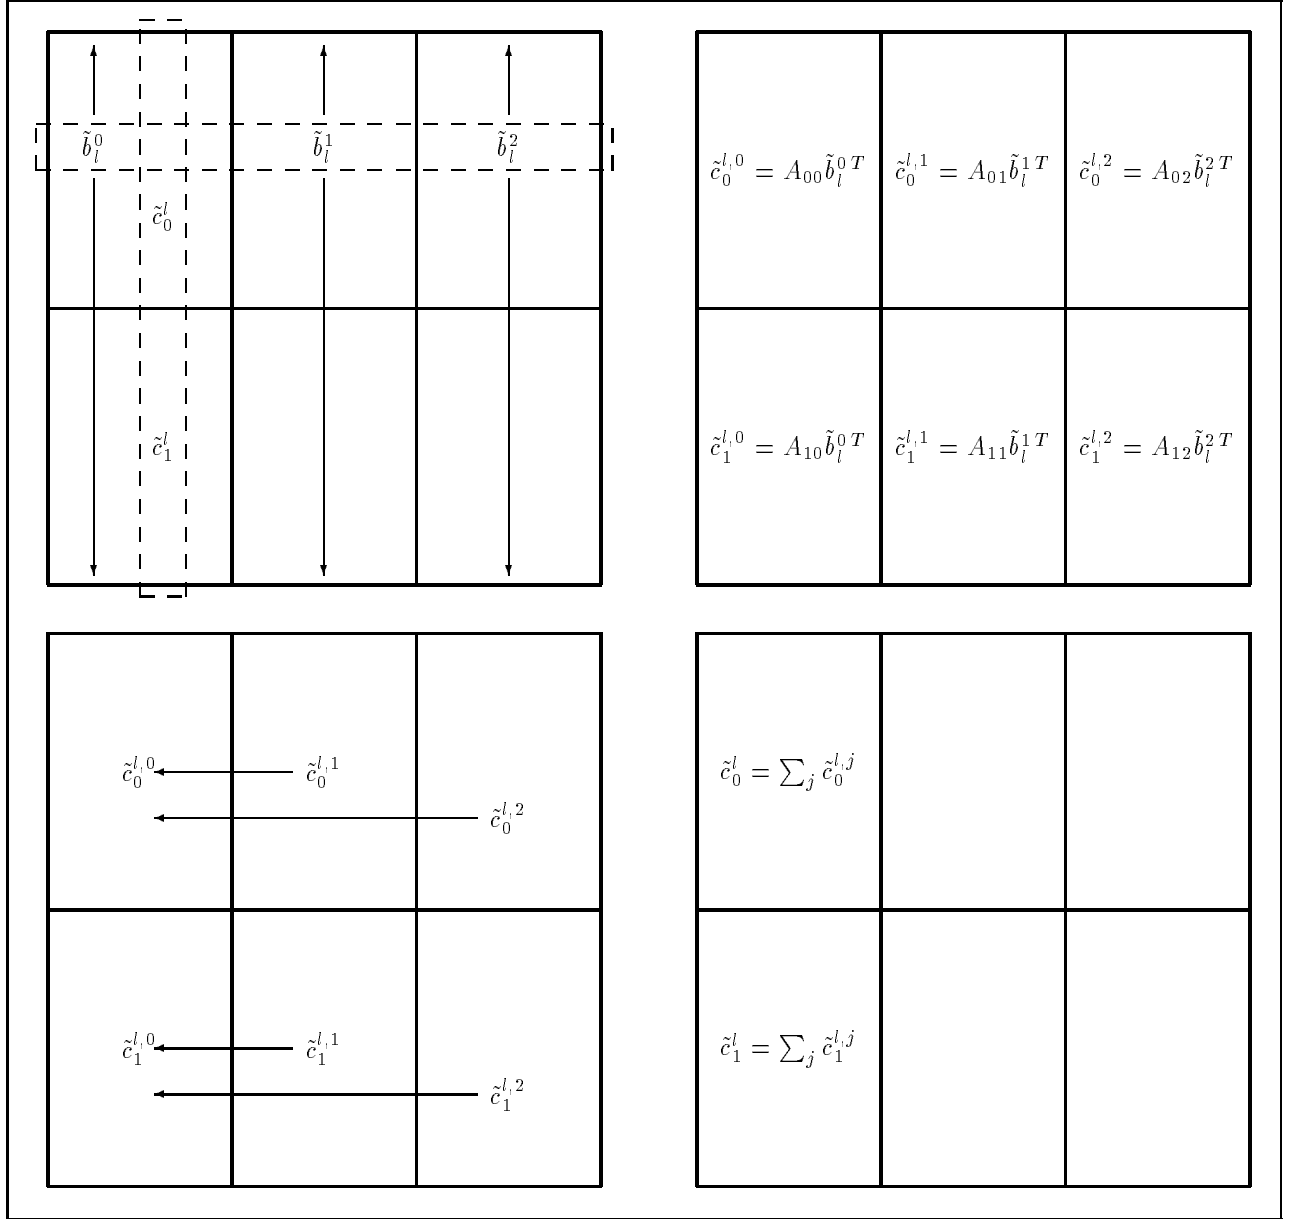 b̃_l^0 b̃_l^1 b̃_l^2
c̃_0^l
c̃_1^l
c̃_0^{l,0} = A_{00} b̃_l^{0 T} c̃_0^{l,1} = A_{01} b̃_l^{1 T} c̃_0^{l,2} = A_{02} b̃_l^{2 T}
c̃_1^{l,0} = A_{10} b̃_l^{0 T} c̃_1^{l,1} = A_{11} b̃_l^{1 T} c̃_1^{l,2} = A_{12} b̃_l^{2 T}
c̃_0^{l,0} c̃_0^{l,1}
c̃_0^{l,2}
c̃_1^{l,0} c̃_1^{l,1}
c̃_1^{l,2}
c̃_0^l = ∑_j c̃_0^{l,j}
c̃_1^l = ∑_j c̃_1^{l,j}